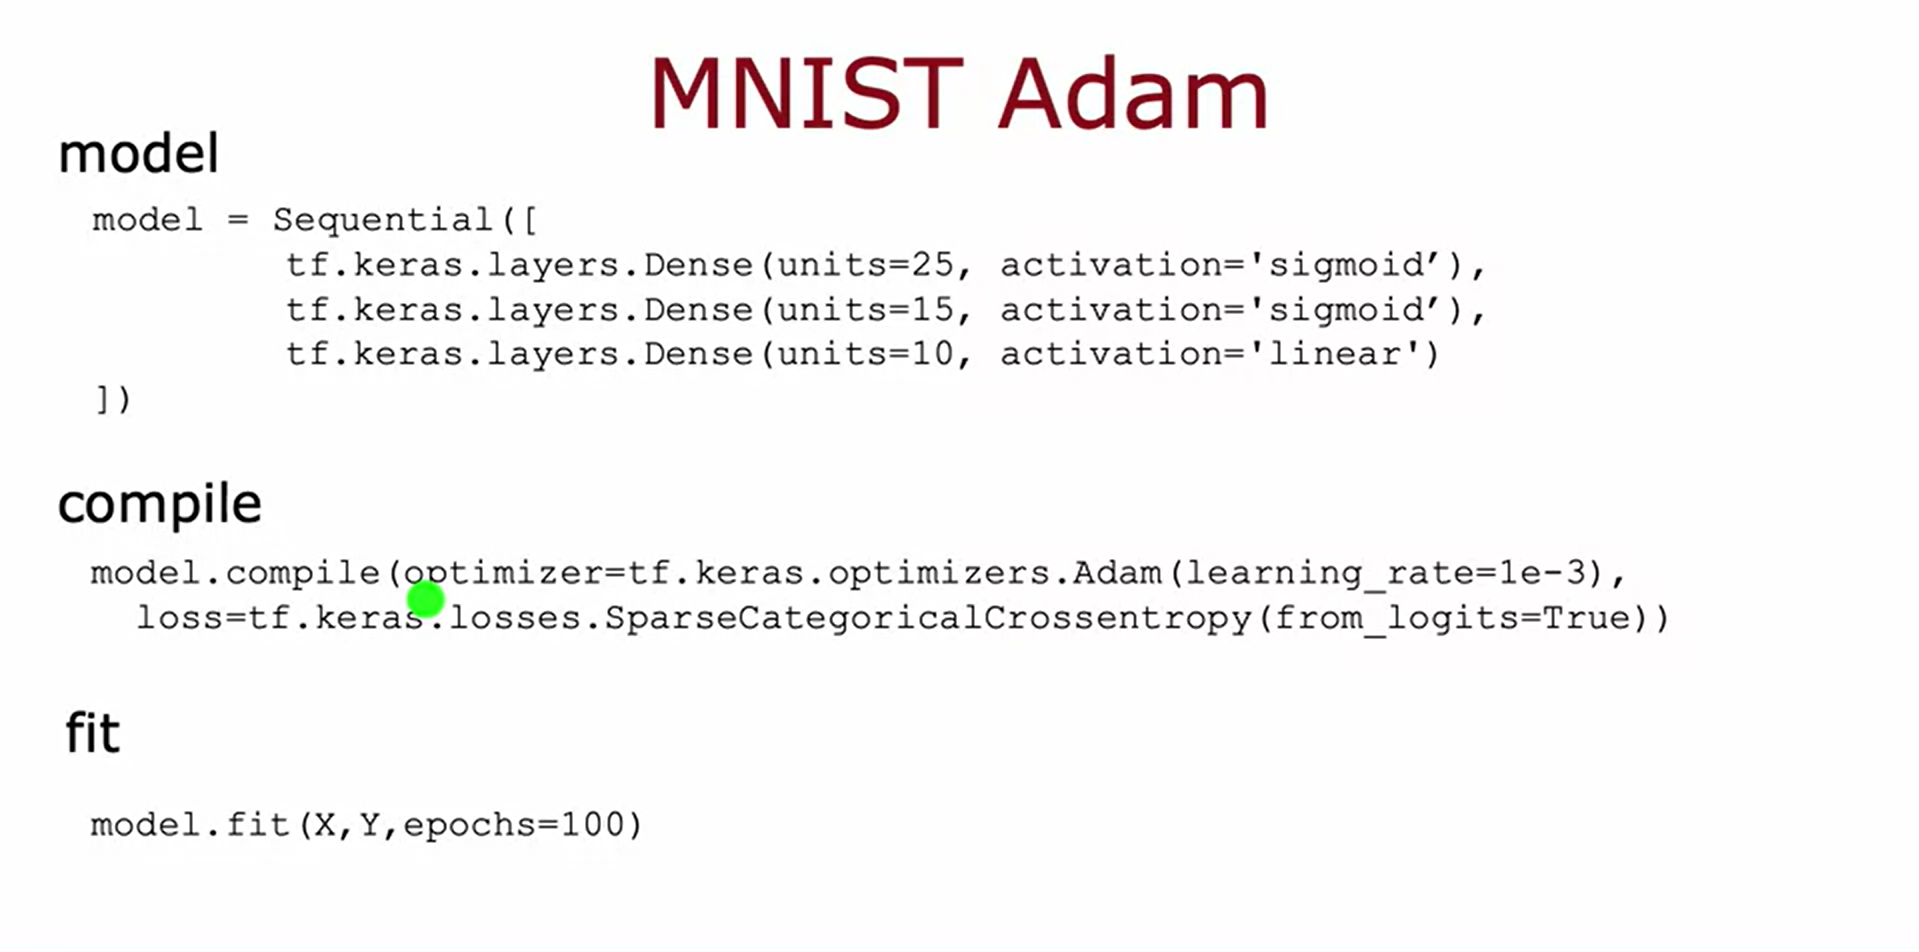 MNIST Adam
model
model = Sequential([
tf.keras.layers.Dense(units=25, activation='sigmoid’),
tf.keras.layers.Dense(units=15, activation='sigmoid’),
tf.keras.layers.Dense(units=10, activation='linear')
])
compile
model.compile(optimizer=tf.keras.optimizers.Adam(learning_rate=1e-3),
loss=tf.keras.losses.SparseCategoricalCrossentropy(from_logits=True))
fit
model.fit(X,Y,epochs=100)